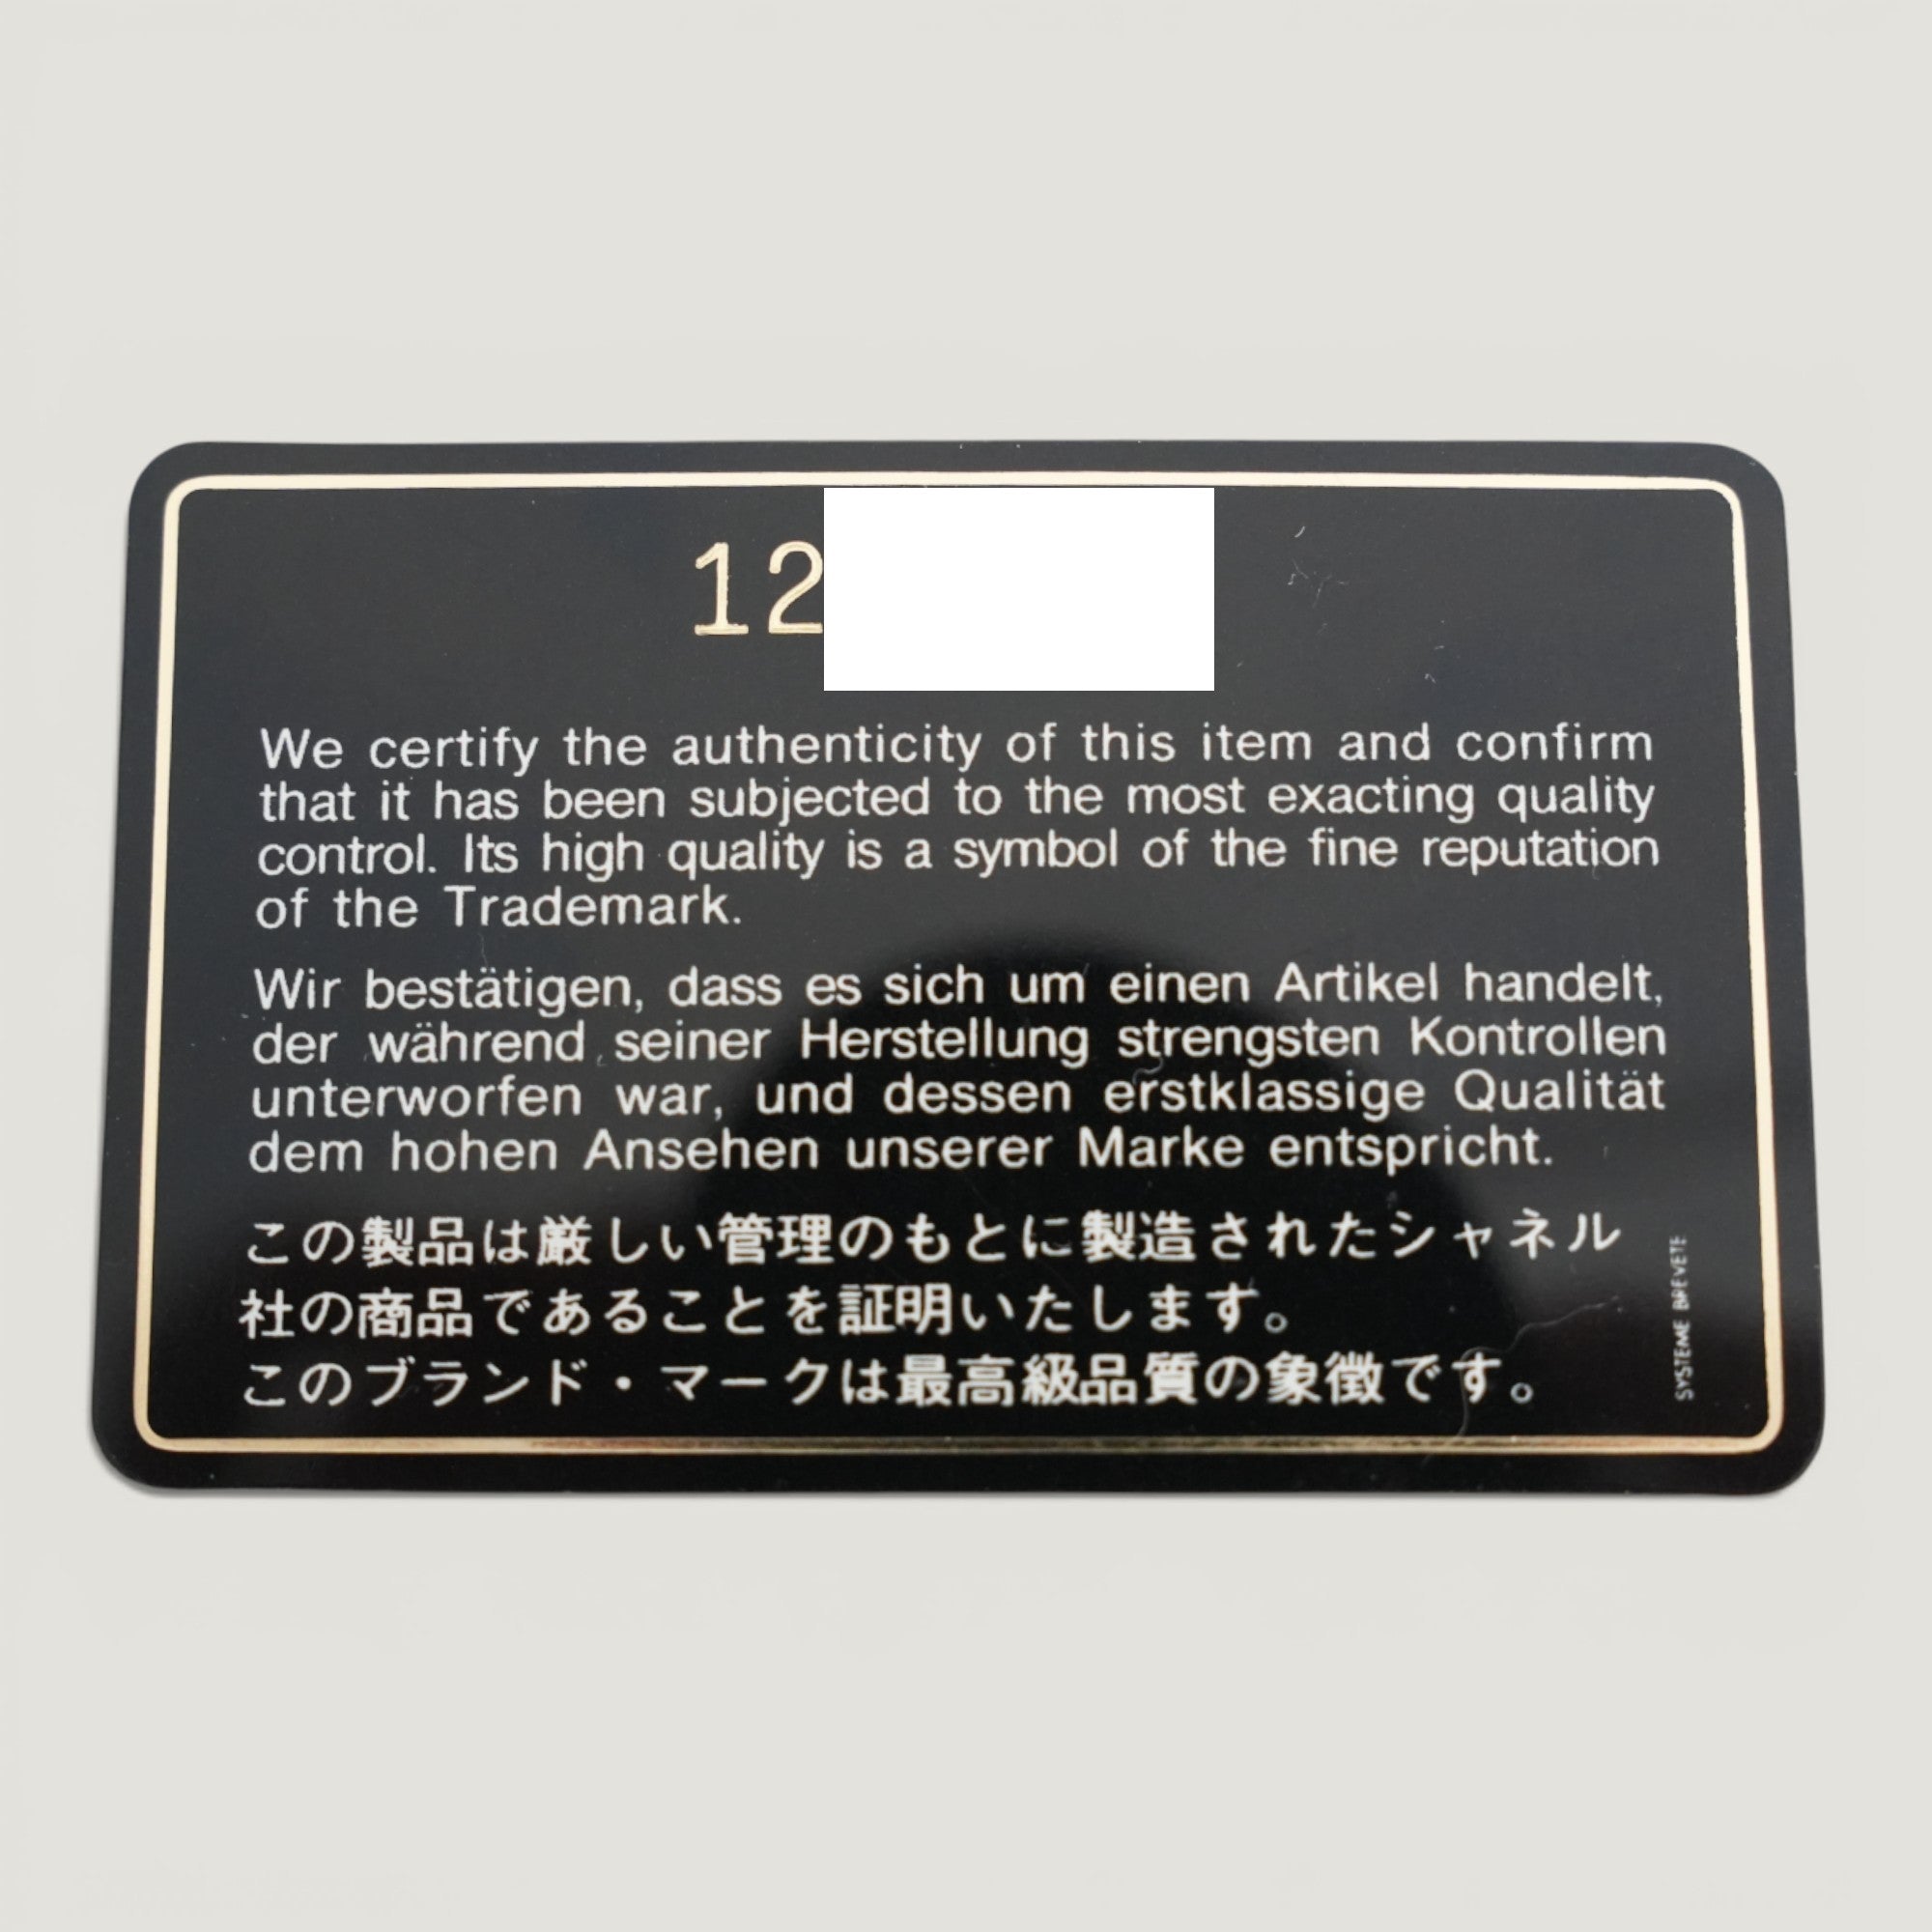 12
We certify the authenticity of this item and confirm
that it has been subjected to the most exacting quality
control. Its high quality is a symbol of the fine reputation
of the Trademark.
Wir bestätigen, dass es sich um einen Artikel handelt,
der während seiner Herstellung strengsten Kontrollen
unterworfen war, und dessen erstklassige Qualität
dem hohen Ansehen unserer Marke entspricht.
この製品は厳しい管理のもとに製造されたシャネル
社の商品であることを証明いたします。
このブランド・マークは最高級品質の象徴です。
SYSTEME BREVETE